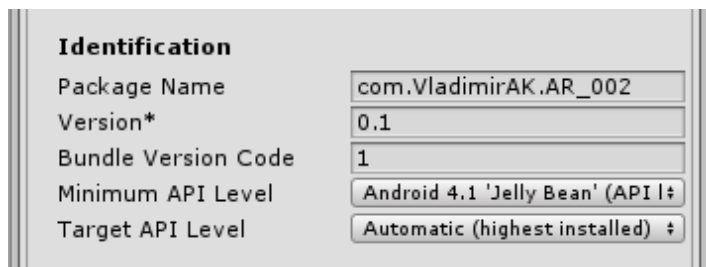 Identification
Package Name com.VladimirAK.AR_002
Version* 0.1
Bundle Version Code 1
Minimum API Level Android 4.1 'Jelly Bean' (API l
Target API Level Automatic (highest installed)